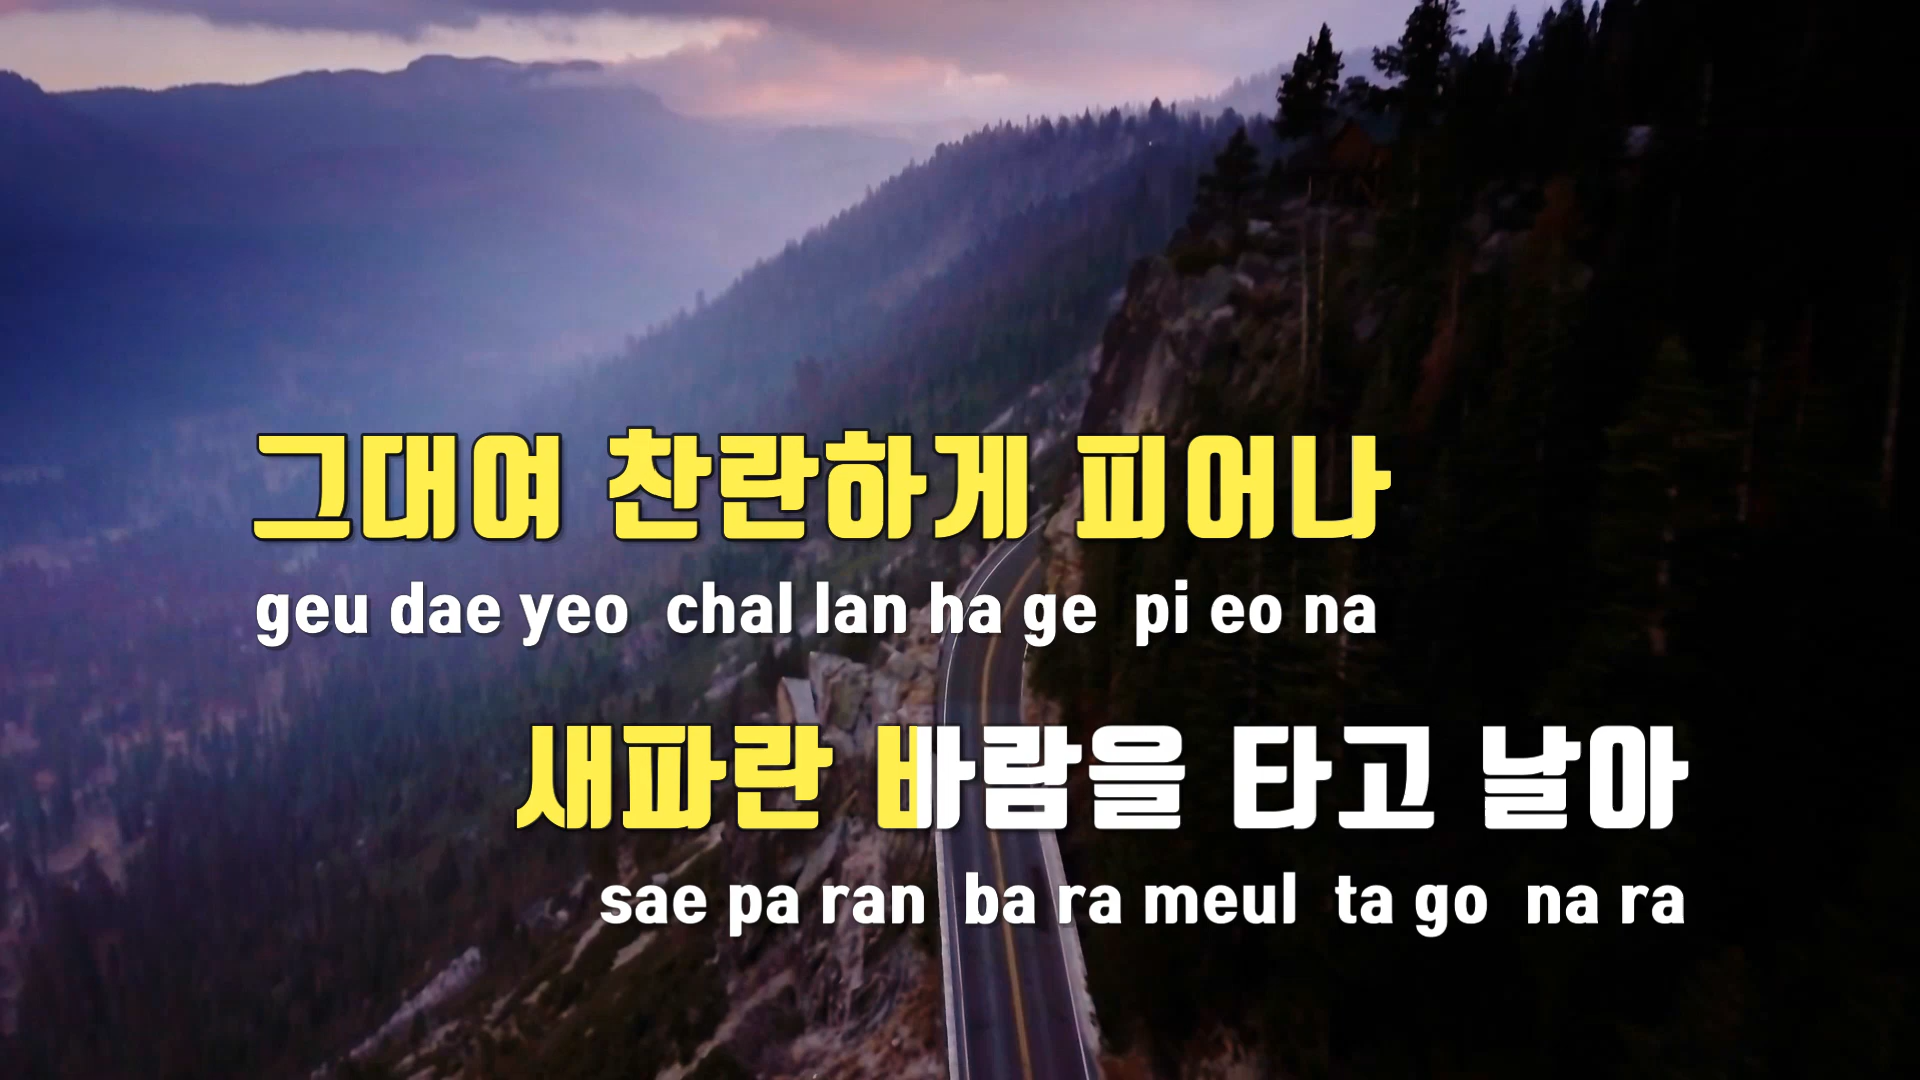 그대여 찬란하게 피어나
geu dae yeo chal lan ha ge pi eo na
새파란 바람을 타고 날아
sae pa ran ba ra meul ta go na ra